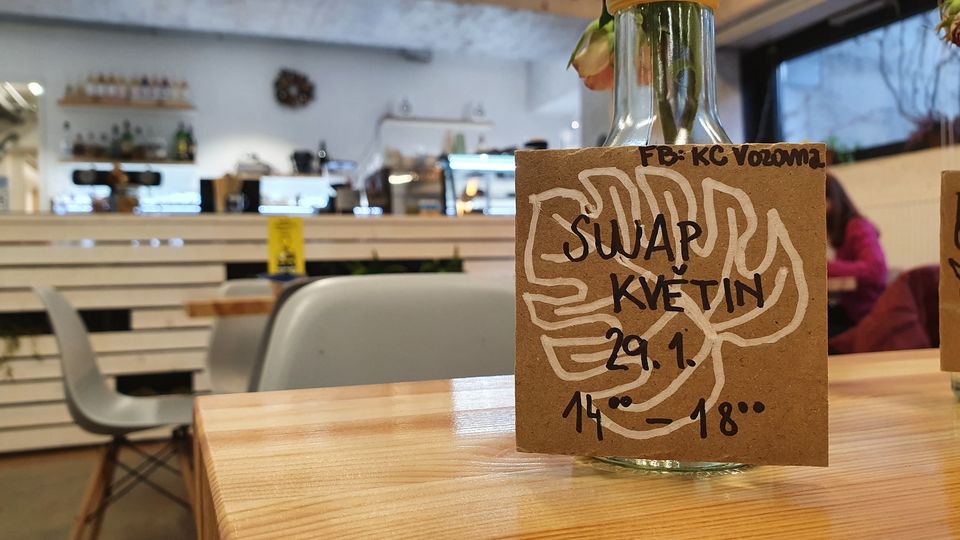 FB: KC Vozovna
SWAP
KVĚTIN
29. 1.
14°° – 18°°